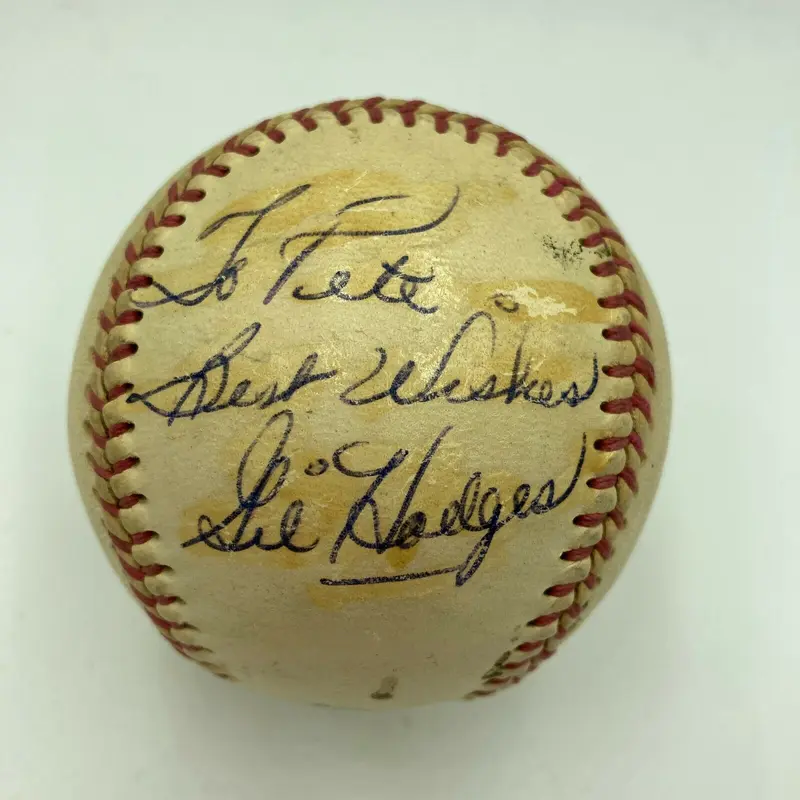 To Pete
Best Wishes
Gil Hodges